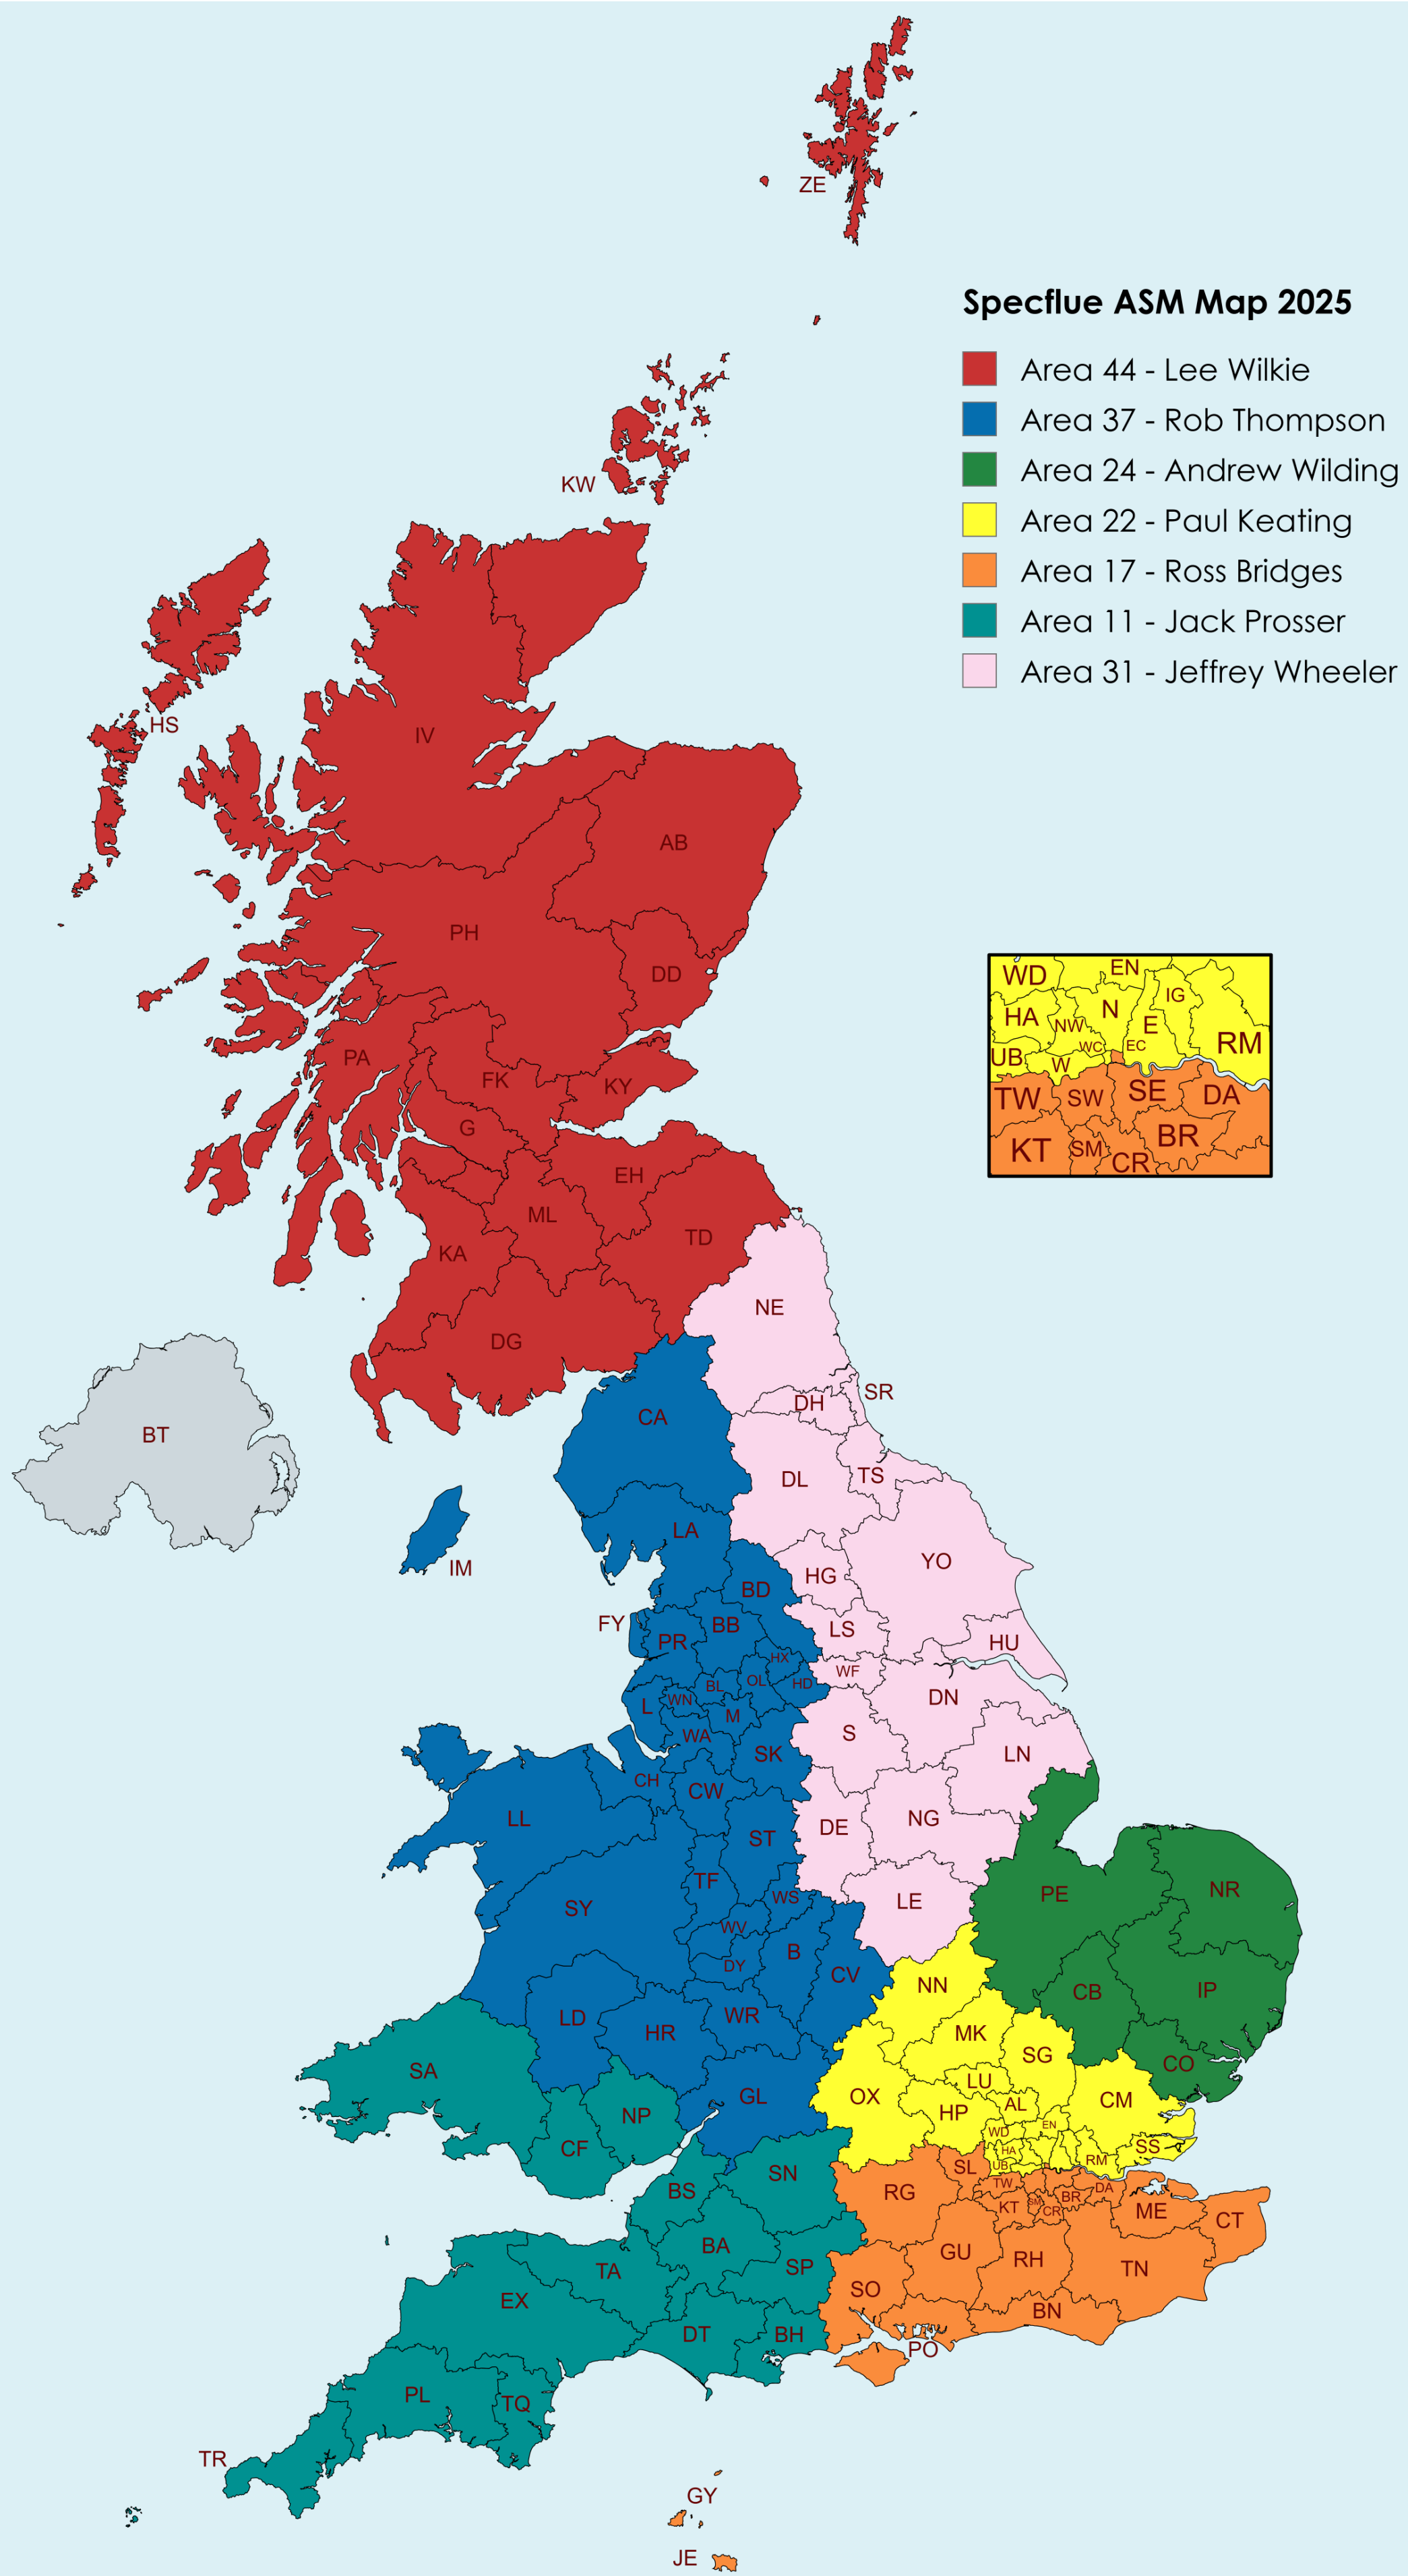 ZE
Specflue ASM Map 2025
Area 44 - Lee Wilkie
Area 37 - Rob Thompson
Area 24 - Andrew Wilding
Area 22 - Paul Keating
Area 17 - Ross Bridges
Area 11 - Jack Prosser
Area 31 - Jeffrey Wheeler
KW
HS
IV
AB
PH
DD
PA
FK
KY
G
EH
ML
TD
KA
DG
WD
EN
IG
HA
N
NW
E
WC
EC
RM
UB
W
TW
SW
SE
DA
KT
SM
BR
CR
NE
SR
DH
CA
BT
TS
DL
LA
YO
IM
HG
BD
FY
BB
LS
PR
HU
HX
WF
OL
HD
BL
DN
L
WN
M
WA
S
SK
LN
CH
CW
LL
NG
DE
ST
TF
PE
NR
WS
LE
SY
WV
B
DY
CV
NN
CB
IP
WR
LD
HR
MK
SG
CO
SA
LU
GL
OX
CM
AL
HP
NP
EN
WD
CF
HA
SS
RM
UB
SL
SN
TW
DA
BS
RG
BR
SM
KT
CR
ME
CT
BA
GU
RH
SP
TN
TA
SO
EX
BN
DT
BH
PO
PL
TQ
TR
GY
JE